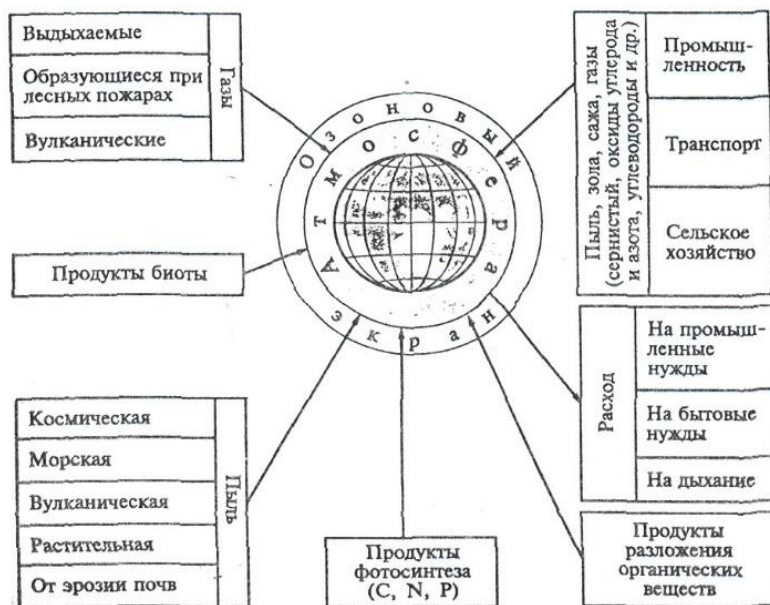 Выдыхаемые
Образующиеся при
лесных пожарах
Вулканические
Газы
Озоновый
экран
Атмосфера
Пыль, зола, сажа, газы
(сернистый, оксиды углерода
и азота, углеводороды и др.)
Промыш-
ленность
Транспорт
Сельское
хозяйство
Продукты биоты
Расход
На промыш-
ленные
нужды
На бытовые
нужды
На дыхание
Космическая
Морская
Вулканическая
Растительная
От эрозии почв
Пыль
Продукты
фотосинтеза
(C, N, P)
Продукты
разложения
органических
веществ